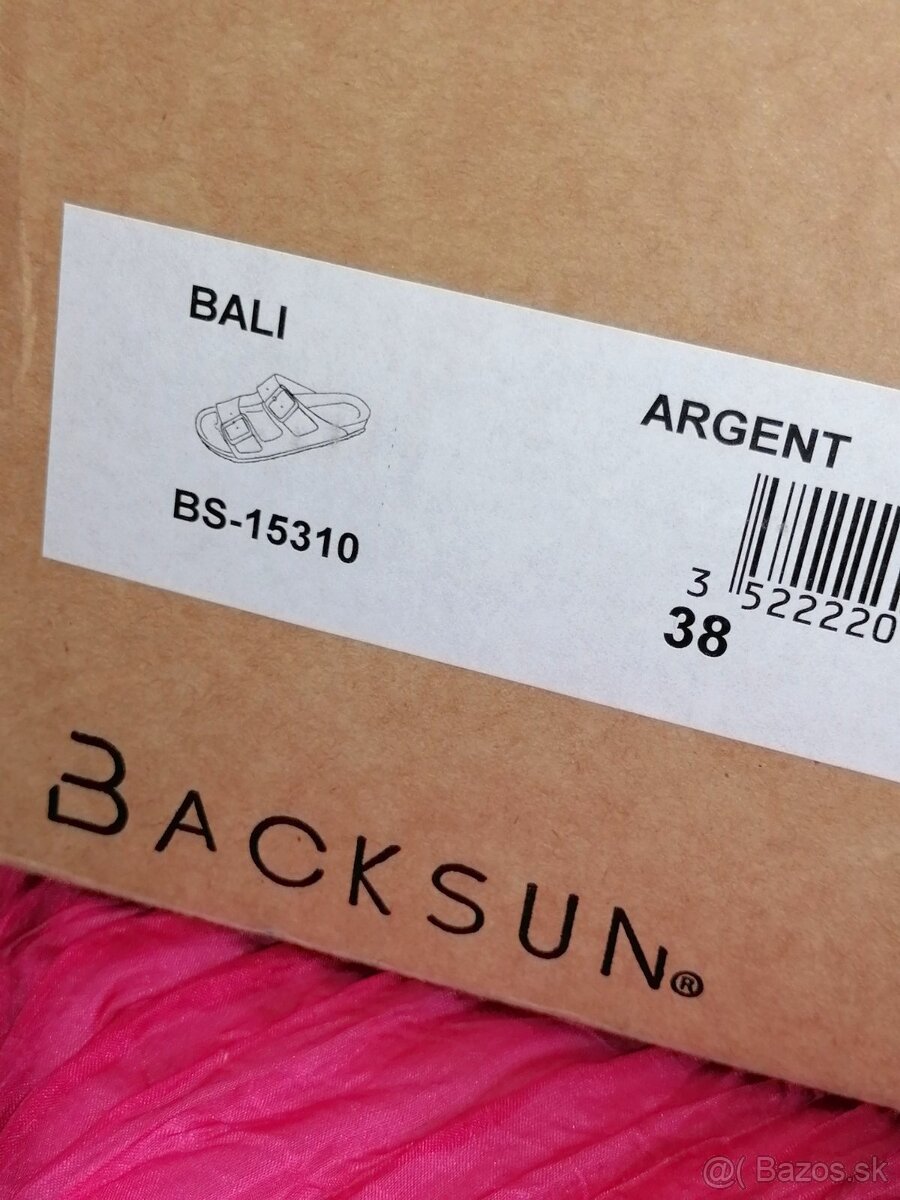 BALI
BS-15310
ARGENT
3 522220
38
BACKSUN®
@( Bazos.sk